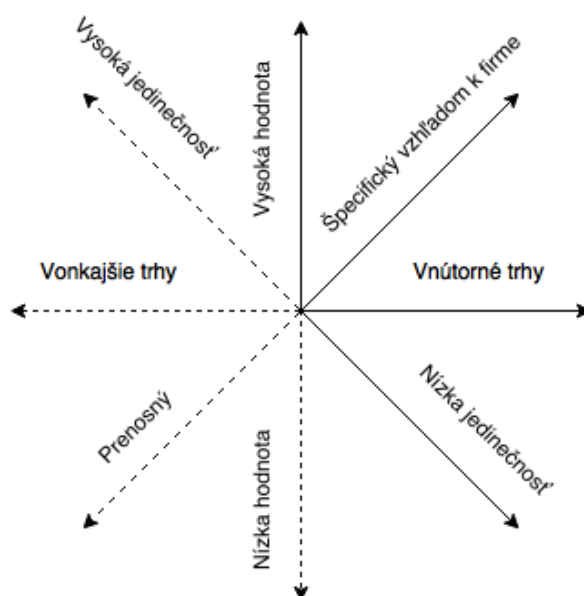 Vysoká jedinečnosť
Vysoká hodnota
Špecifický vzhľadom k firme
Vonkajšie trhy
Vnútorné trhy
Prenosný
Nízka hodnota
Nízka jedinečnosť